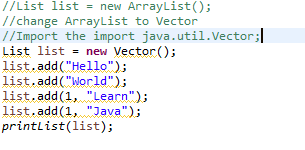 //List list = new ArrayList();
//change ArrayList to Vector
//Import the import java.util.Vector;
List list = new Vector();
list.add("Hello");
list.add("World");
list.add(1, "Learn");
list.add(1, "Java");
printList(list);